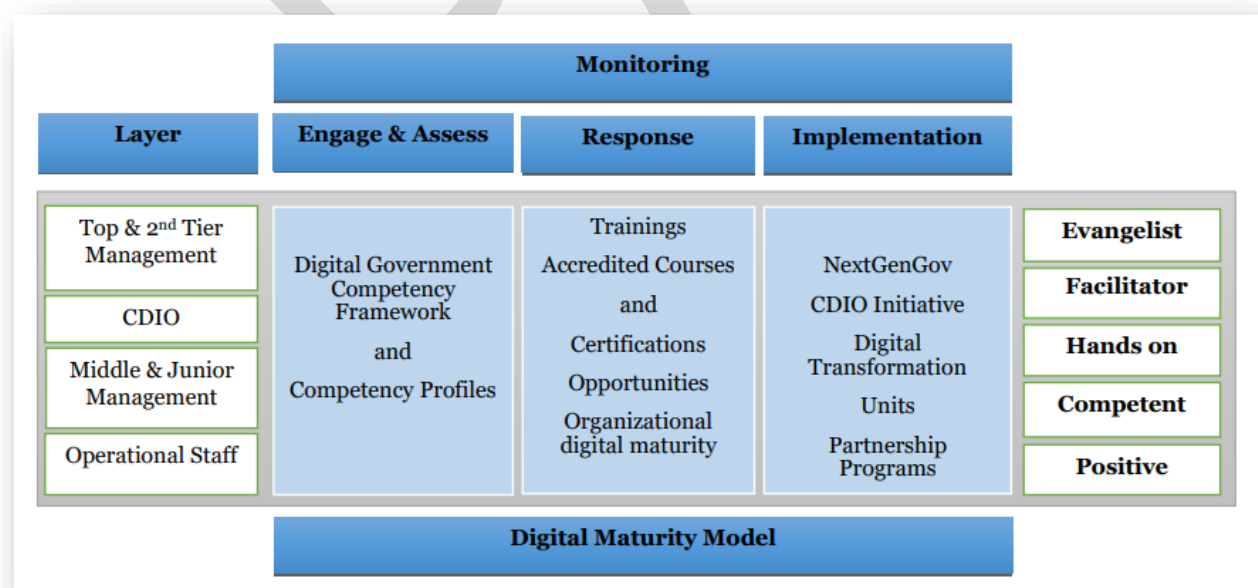 Monitoring
Layer
Engage & Assess
Response
Implementation
Top & 2nd Tier
Management
CDIO
Middle & Junior
Management
Operational Staff
Digital Government
Competency
Framework
and
Competency Profiles
Trainings
Accredited Courses
and
Certifications
Opportunities
Organizational
digital maturity
NextGenGov
CDIO Initiative
Digital
Transformation
Units
Partnership
Programs
Evangelist
Facilitator
Hands on
Competent
Positive
Digital Maturity Model